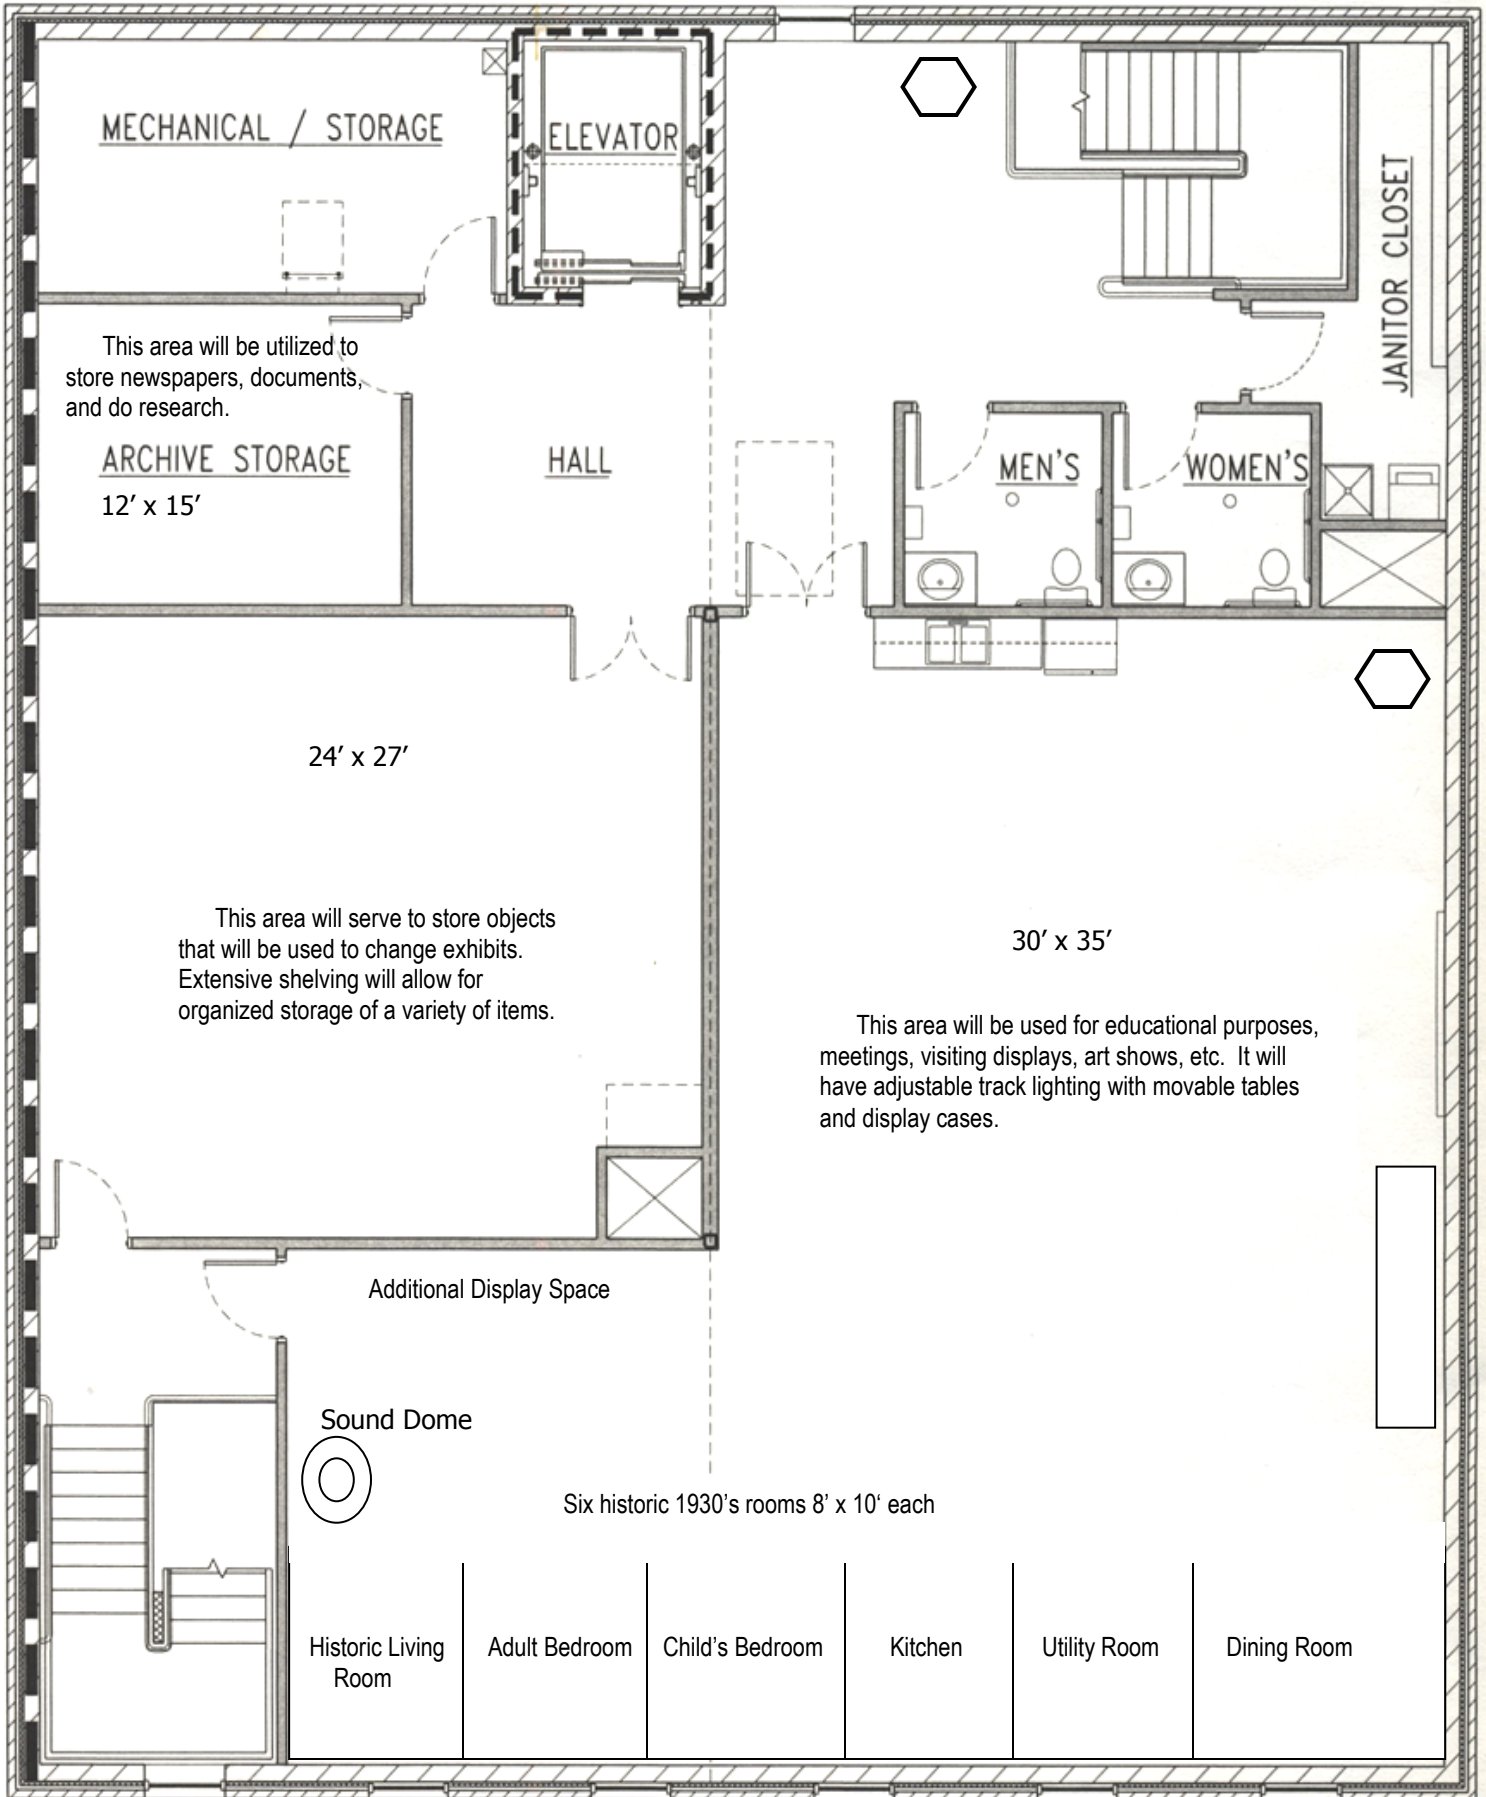 MECHANICAL / STORAGE
ELEVATOR
JANITOR CLOSET
This area will be utilized to
store newspapers, documents,
and do research.
ARCHIVE STORAGE
12′ x 15′
HALL
MEN'S
WOMEN'S
24′ x 27′
This area will serve to store objects
that will be used to change exhibits.
Extensive shelving will allow for
organized storage of a variety of items.
30′ x 35′
This area will be used for educational purposes,
meetings, visiting displays, art shows, etc.  It will
have adjustable track lighting with movable tables
and display cases.
Additional Display Space
Sound Dome
Six historic 1930’s rooms 8’ x 10‘ each
Historic Living
Room
Adult Bedroom
Child’s Bedroom
Kitchen
Utility Room
Dining Room